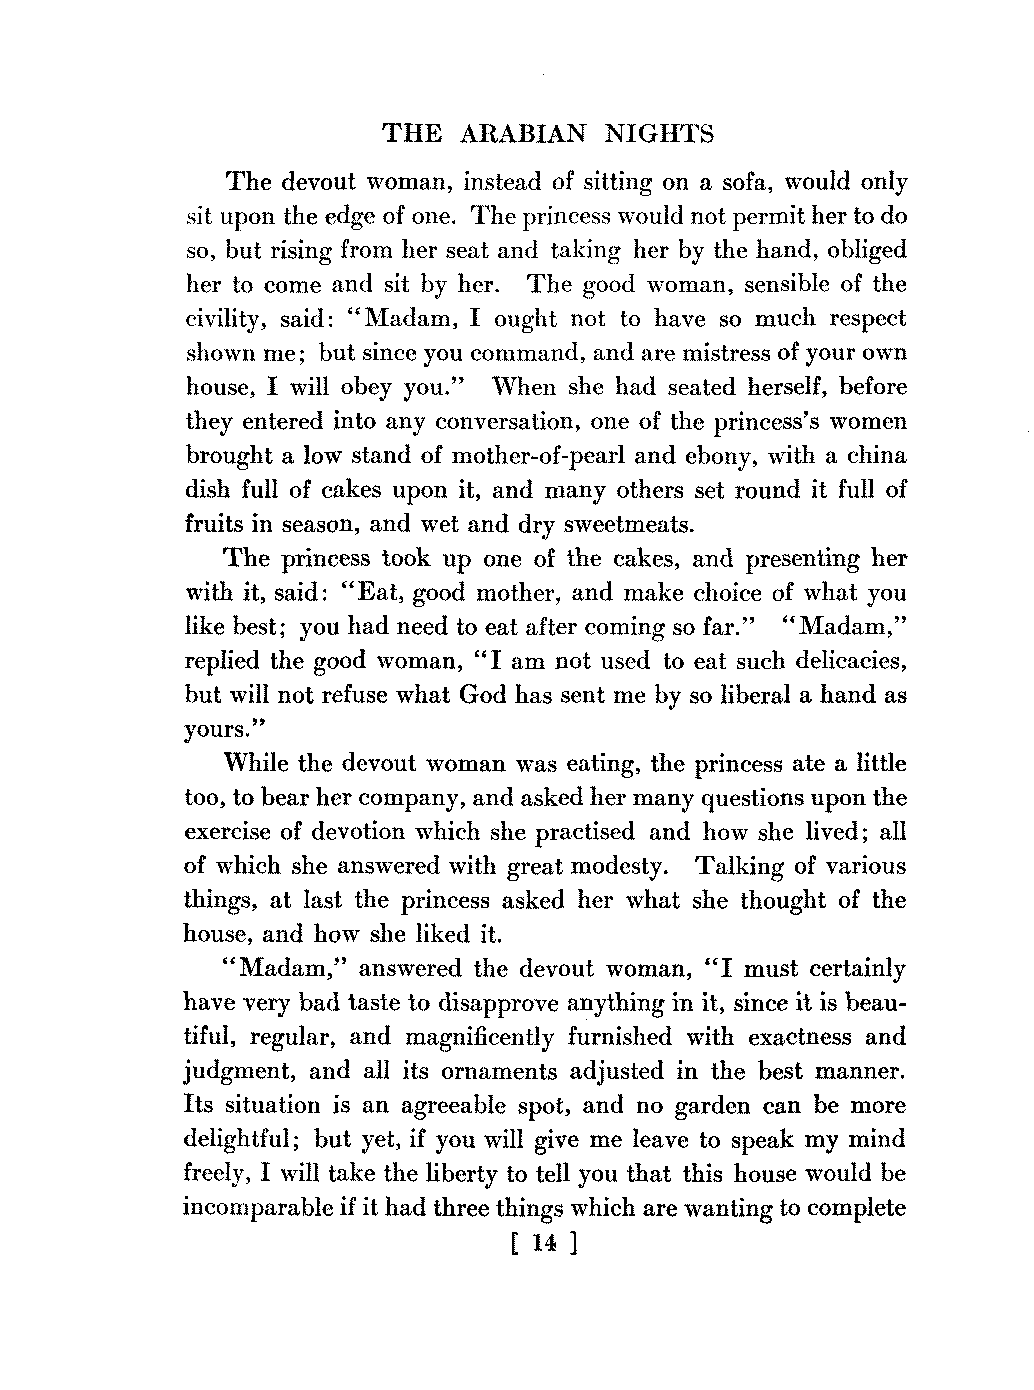 THE ARABIAN NIGHTS
The devout woman, instead of sitting on a sofa, would only
sit upon the edge of one. The princess would not permit her to do
so, but rising from her seat and taking her by the hand, obliged
her to come and sit by her. The good woman, sensible of the
civility, said: “Madam, I ought not to have so much respect
shown me; but since you command, and are mistress of your own
house, I will obey you.” When she had seated herself, before
they entered into any conversation, one of the princess’s women
brought a low stand of mother-of-pearl and ebony, with a china
dish full of cakes upon it, and many others set round it full of
fruits in season, and wet and dry sweetmeats.
The princess took up one of the cakes, and presenting her
with it, said: “Eat, good mother, and make choice of what you
like best; you had need to eat after coming so far.” “Madam,”
replied the good woman, “I am not used to eat such delicacies,
but will not refuse what God has sent me by so liberal a hand as
yours.”
While the devout woman was eating, the princess ate a little
too, to bear her company, and asked her many questions upon the
exercise of devotion which she practised and how she lived; all
of which she answered with great modesty. Talking of various
things, at last the princess asked her what she thought of the
house, and how she liked it.
“Madam,” answered the devout woman, “I must certainly
have very bad taste to disapprove anything in it, since it is beau-
tiful, regular, and magnificently furnished with exactness and
judgment, and all its ornaments adjusted in the best manner.
Its situation is an agreeable spot, and no garden can be more
delightful; but yet, if you will give me leave to speak my mind
freely, I will take the liberty to tell you that this house would be
incomparable if it had three things which are wanting to complete
[ 14 ]